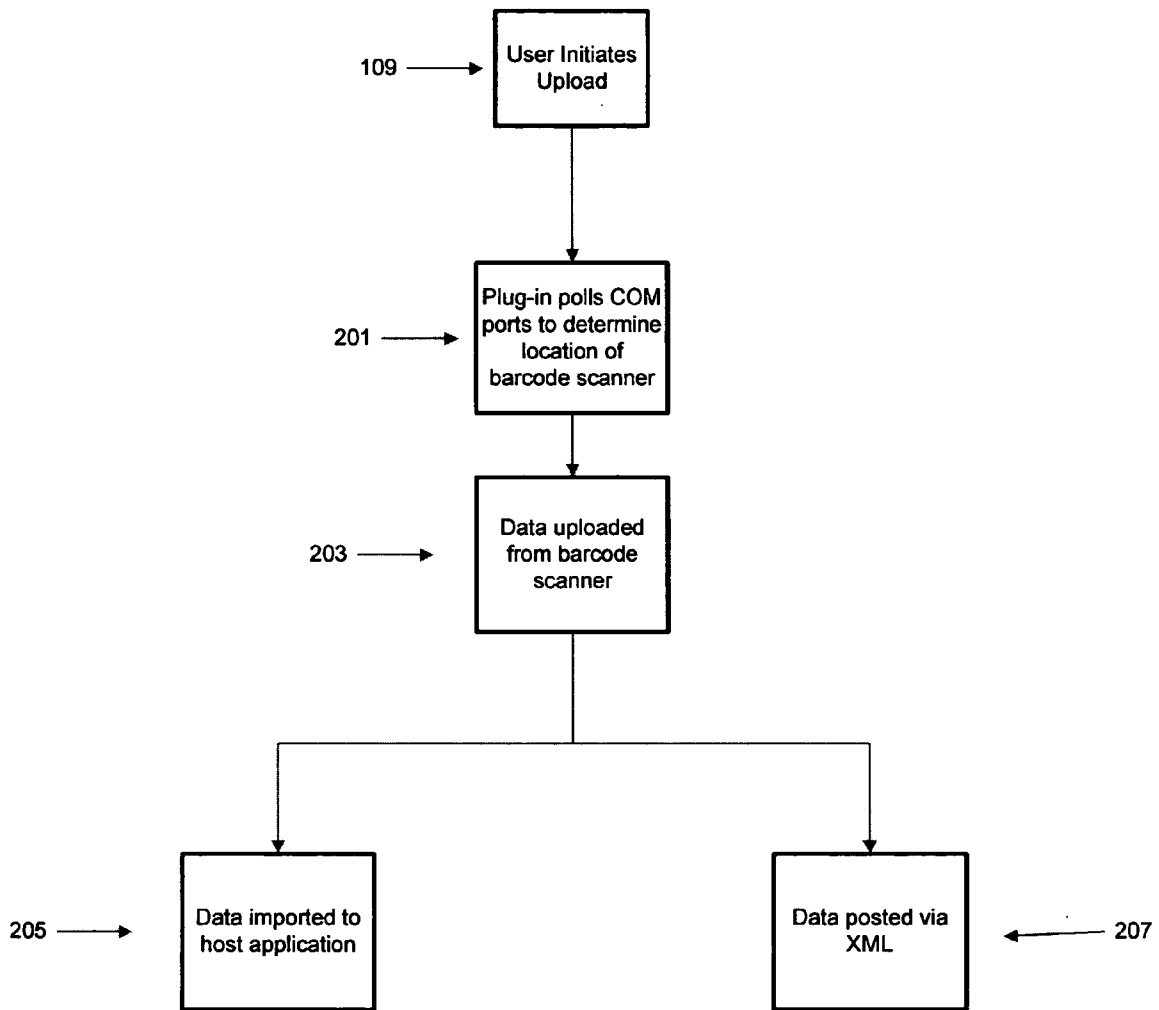 109
User Initiates
Upload
201
Plug-in polls COM
ports to determine
location of
barcode scanner
203
Data uploaded
from barcode
scanner
205
Data imported to
host application
Data posted via
XML
207